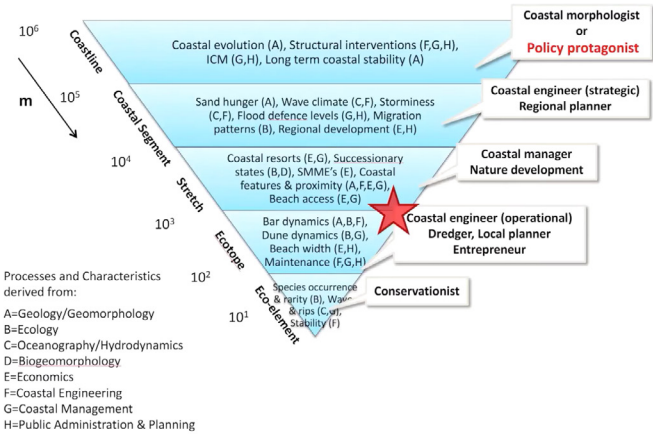 10⁶
Coastline
Coastal evolution (A), Structural interventions (F,G,H),
ICM (G,H), Long term coastal stability (A)
Coastal morphologist
or
Policy protagonist
m
10⁵
Coastal Segment
Sand hunger (A), Wave climate (C,F), Storminess
(C,F), Flood defence levels (G,H), Migration
patterns (B), Regional development (E,H)
Coastal engineer (strategic)
Regional planner
10⁴
Stretch
Coastal resorts (E,G), Successionary
states (B,D), SMME's (E), Coastal
features & proximity (A,F,E,G),
Beach access (E,G)
Coastal manager
Nature development
10³
Ecotope
Bar dynamics (A,B,F),
Dune dynamics (B,G),
Beach width (E,H),
Maintenance (F,G,H)
Coastal engineer (operational)
Dredger, Local planner
Entrepreneur
10²
Eco-element
Species occurrence
& rarity (B), Wave
& rips (C,G),
Stability (F)
Conservationist
10¹
Processes and Characteristics
derived from:
A=Geology/Geomorphology
B=Ecology
C=Oceanography/Hydrodynamics
D=Biogeomorphology
E=Economics
F=Coastal Engineering
G=Coastal Management
H=Public Administration & Planning